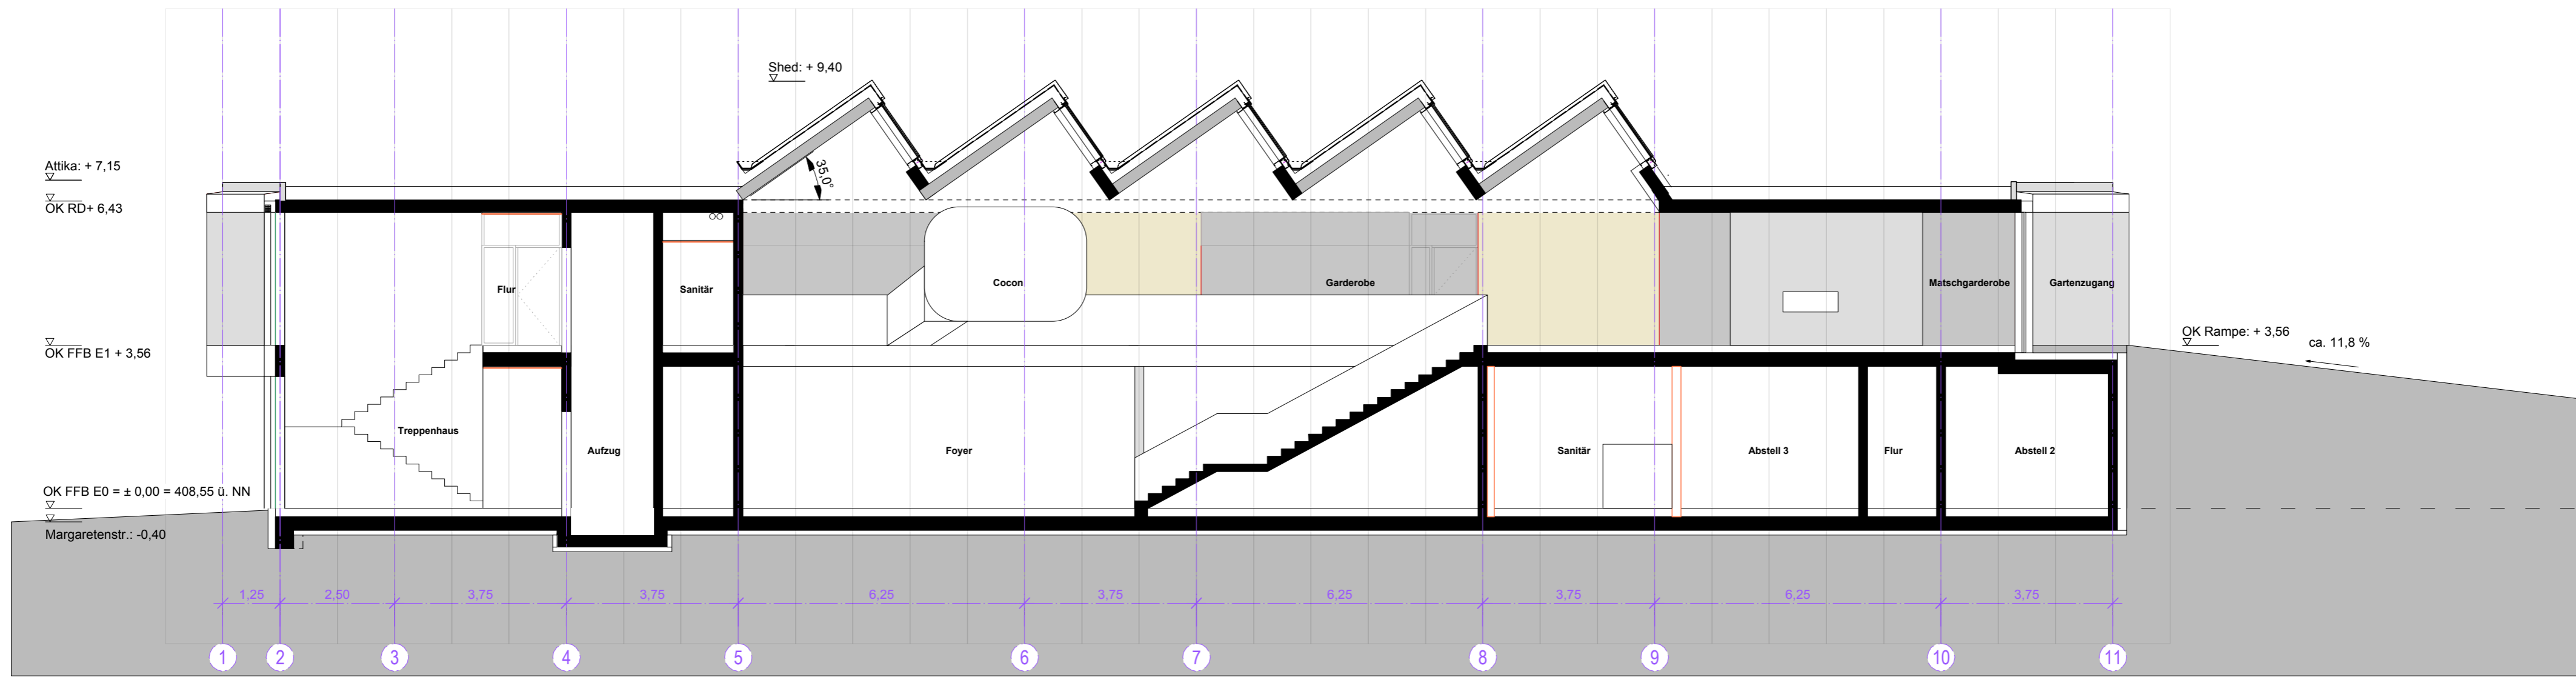 Shed: + 9,40
Attika: + 7,15
35,0°
OK RD+ 6,43
Flur
Sanitär
Cocon
Garderobe
Matschgarderobe
Gartenzugang
OK FFB E1 + 3,56
OK Rampe: + 3,56
ca. 11,8 %
Treppenhaus
Aufzug
Foyer
Sanitär
Abstell 3
Flur
Abstell 2
OK FFB E0 = ± 0,00 = 408,55 ü. NN
Margaretenstr.: -0,40
1,25
2,50
3,75
3,75
6,25
3,75
6,25
3,75
6,25
3,75
1
2
3
4
5
6
7
8
9
10
11